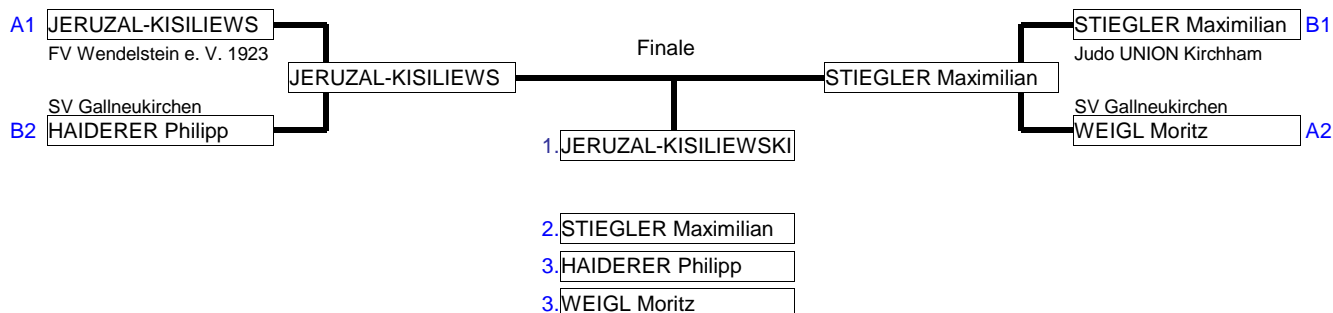 A1 JERUZAL-KISILIEWS
FV Wendelstein e. V. 1923
JERUZAL-KISILIEWS
SV Gallneukirchen
B2 HAIDERER Philipp
Finale
STIEGLER Maximilian B1
Judo UNION Kirchham
STIEGLER Maximilian
SV Gallneukirchen
WEIGL Moritz A2
1. JERUZAL-KISILIEWSKI
2. STIEGLER Maximilian
3. HAIDERER Philipp
3. WEIGL Moritz